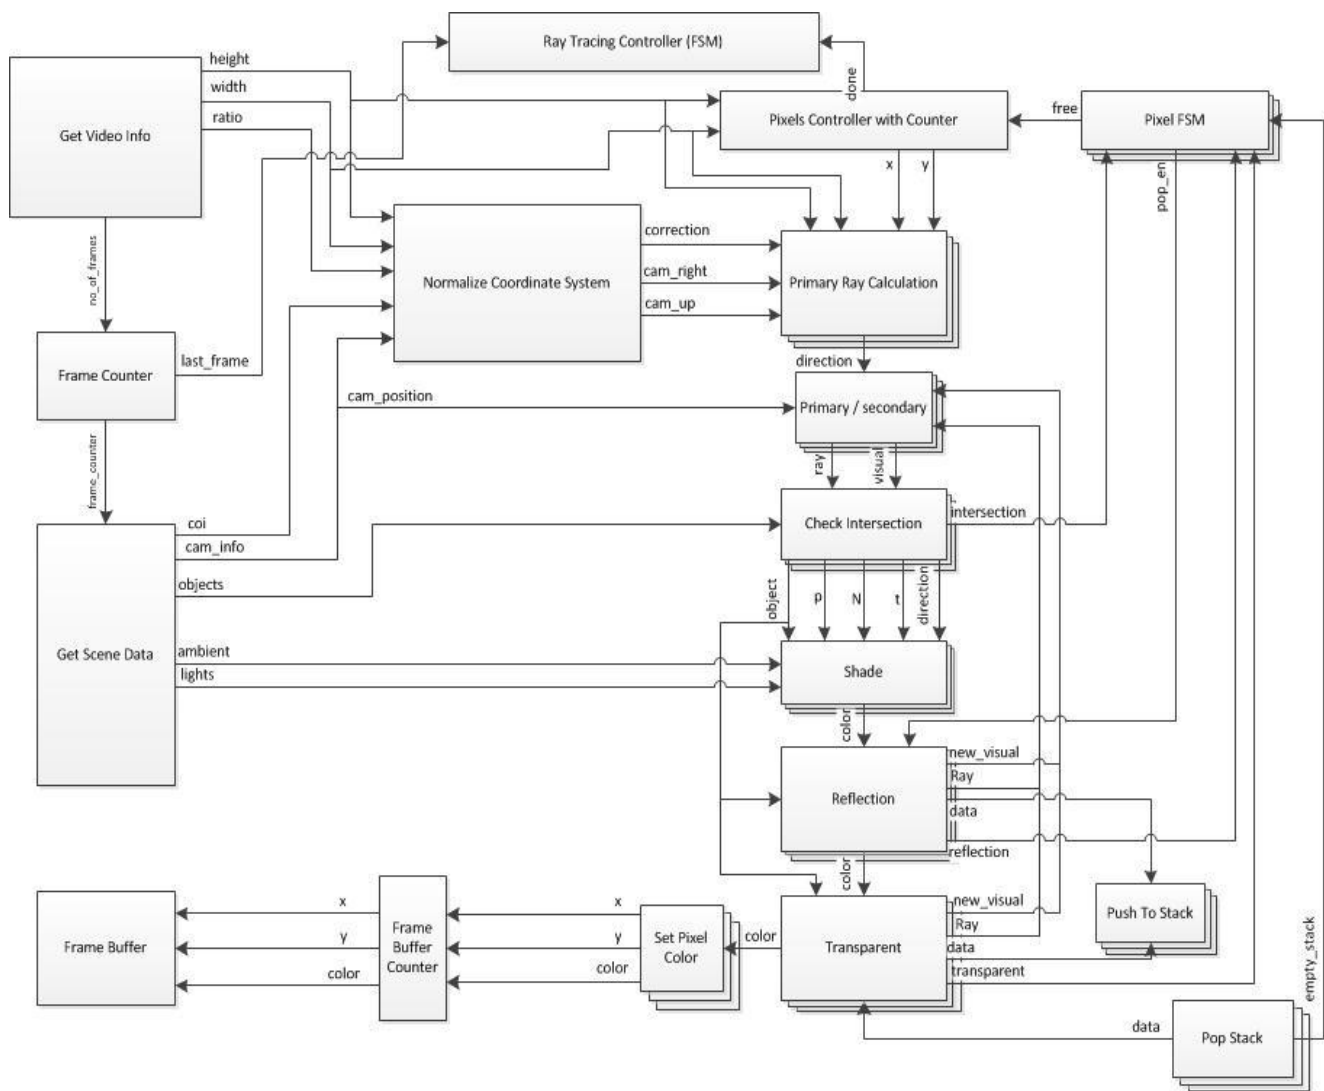 Ray Tracing Controller (FSM)
height
width
ratio
Get Video Info
done
Pixels Controller with Counter
free
Pixel FSM
x
y
pop_en
no_of_frames
Normalize Coordinate System
correction
cam_right
cam_up
Primary Ray Calculation
Frame Counter
last_frame
direction
cam_position
Primary / secondary
ray
visual
frame_counter
Check Intersection
intersection
coi
cam_info
objects
object
p
N
t
direction
Get Scene Data
ambient
lights
Shade
color
new_visual
Ray
data
reflection
Reflection
color
Frame Buffer
x
y
color
Frame
Buffer
Counter
x
y
color
Set Pixel
Color
color
Transparent
new_visual
Ray
data
transparent
Push To Stack
empty_stack
data
Pop Stack